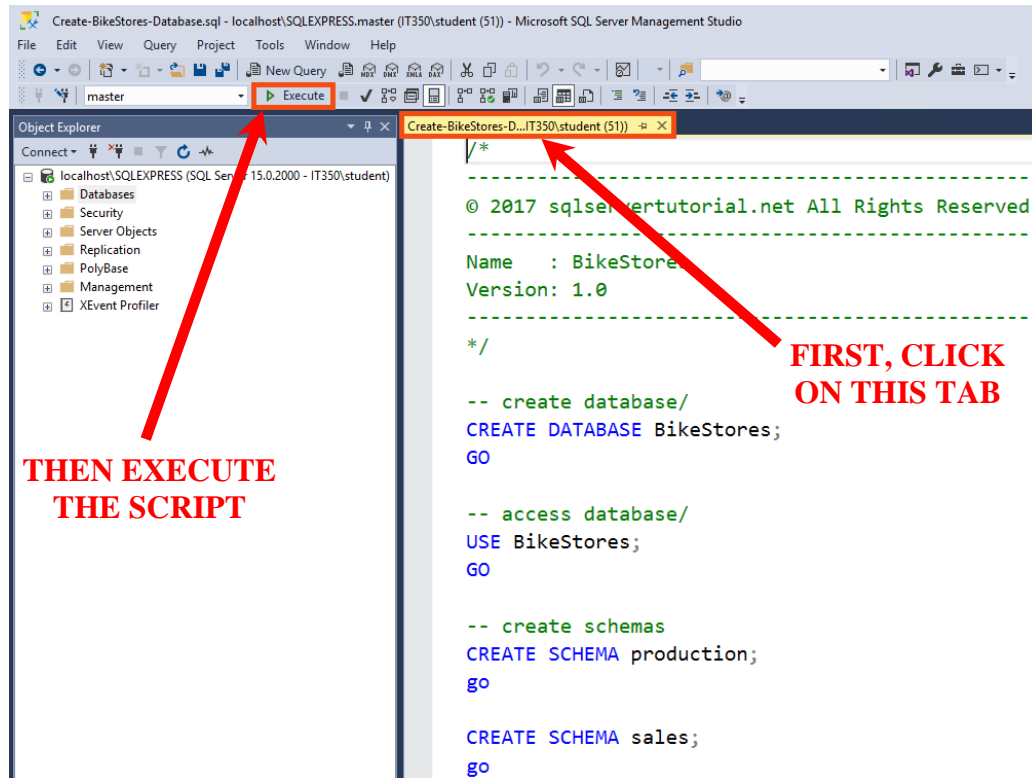 Create-BikeStores-Database.sql - localhost\SQLEXPRESS.master (IT350\student (51)) - Microsoft SQL Server Management Studio
File Edit View Query Project Tools Window Help
New Query MDX DMX XMLA DAX
master Execute
Object Explorer
Create-BikeStores-D...IT350\student (51))
Connect
localhost\SQLEXPRESS (SQL Server 15.0.2000 - IT350\student)
Databases
Security
Server Objects
Replication
PolyBase
Management
XEvent Profiler
/*
--------------------------------------------------
© 2017 sqlservertutorial.net All Rights Reserved
--------------------------------------------------
Name : BikeStores
Version: 1.0
--------------------------------------------------
*/
FIRST, CLICK
ON THIS TAB
-- create database/
CREATE DATABASE BikeStores;
GO
THEN EXECUTE
THE SCRIPT
-- access database/
USE BikeStores;
GO
-- create schemas
CREATE SCHEMA production;
go
CREATE SCHEMA sales;
go